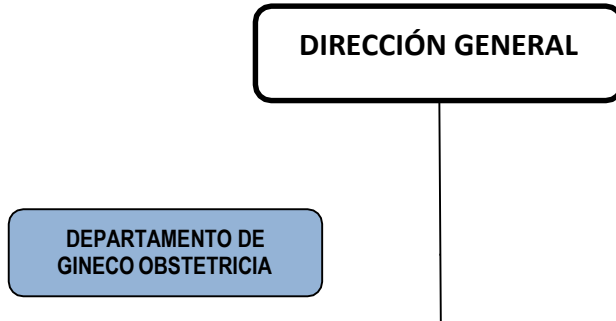 DIRECCIÓN GENERAL
DEPARTAMENTO DE
GINECO OBSTETRICIA